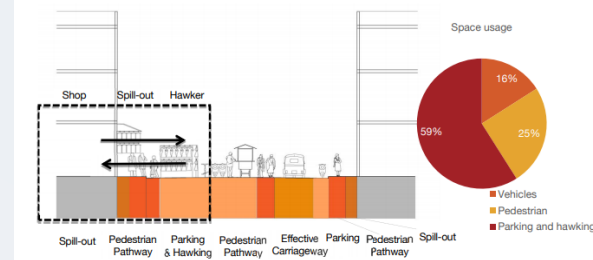 Space usage
Shop Spill-out Hawker
16%
25%
59%
Vehicles
Pedestrian
Parking and hawking
Spill-out Pedestrian Parking Pedestrian Effective Parking Pedestrian Spill-out
Pathway & Hawking Pathway Carriageway Pathway